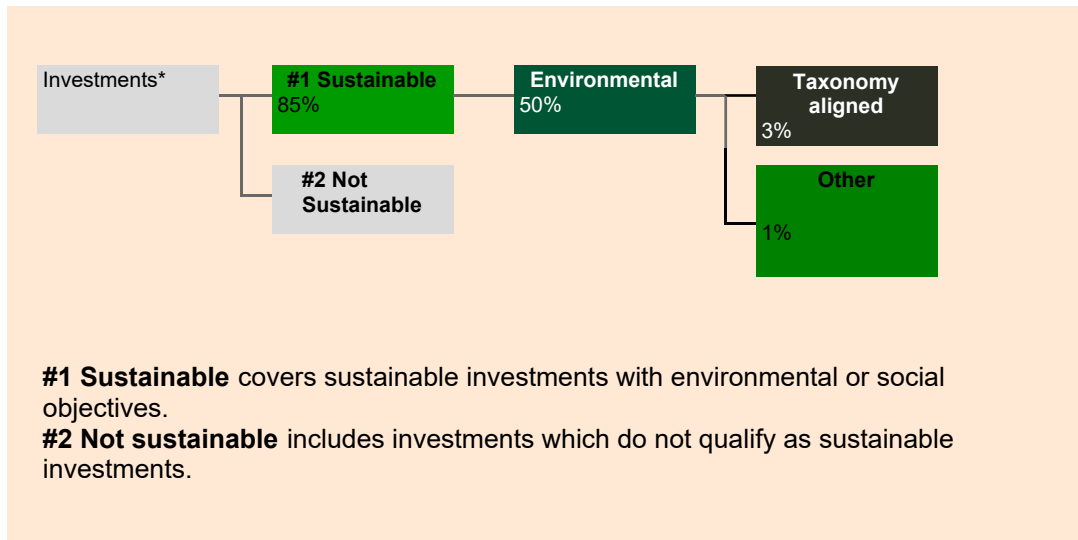 Investments*
#1 Sustainable
85%
Environmental
50%
Taxonomy
aligned
3%
#2 Not
Sustainable
Other
1%
#1 Sustainable covers sustainable investments with environmental or social
objectives.
#2 Not sustainable includes investments which do not qualify as sustainable
investments.